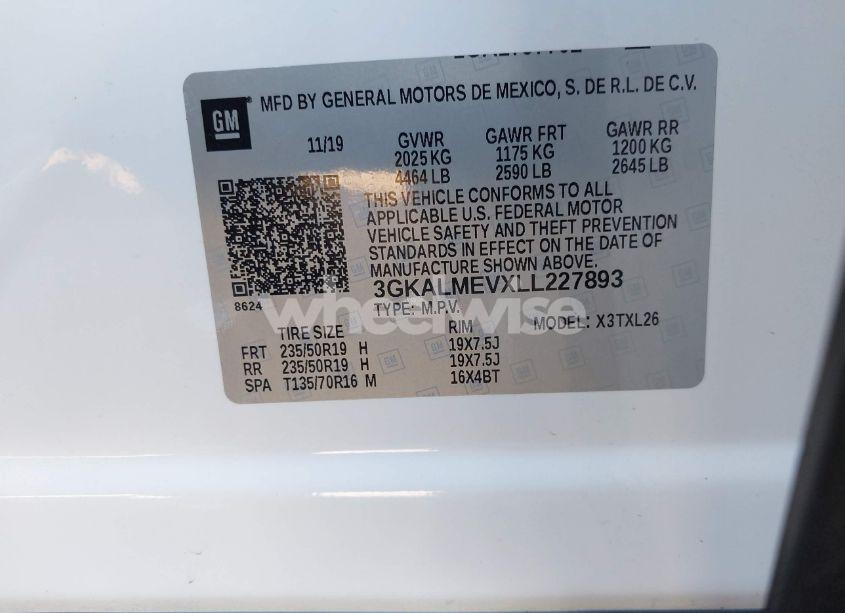 GM
MFD BY GENERAL MOTORS DE MEXICO, S. DE R.L. DE C.V.
11/19 GVWR GAWR FRT GAWR RR
2025 KG 1175 KG 1200 KG
4464 LB 2590 LB 2645 LB
THIS VEHICLE CONFORMS TO ALL
APPLICABLE U.S. FEDERAL MOTOR
VEHICLE SAFETY AND THEFT PREVENTION
STANDARDS IN EFFECT ON THE DATE OF
MANUFACTURE SHOWN ABOVE.
8624
3GKALMEVXLL227893
TYPE: M.P.V. MODEL: X3TXL26
wheelwise
TIRE SIZE RIM
FRT 235/50R19 H 19X7.5J
RR 235/50R19 H 19X7.5J
SPA T135/70R16 M 16X4BT